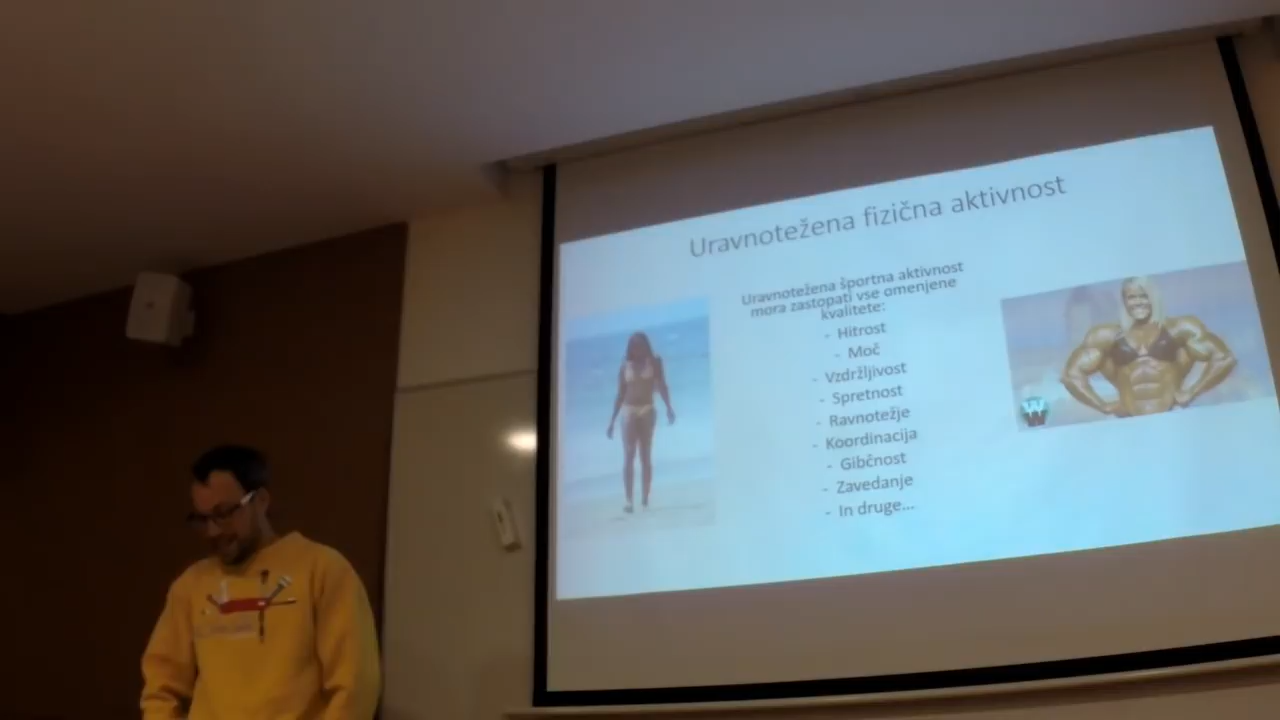 Uravnotežena fizična aktivnost
Uravnotežena športna aktivnost
mora zastopati vse omenjene
kvalitete:
- Hitrost
- Moč
- Vzdržljivost
- Spretnost
- Ravnotežje
- Koordinacija
- Gibčnost
- Zavedanje
- In druge...
W